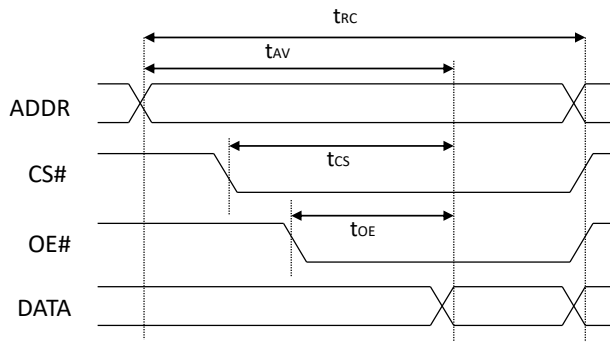 tRC
tAV
ADDR
tCS
CS#
tOE
OE#
DATA